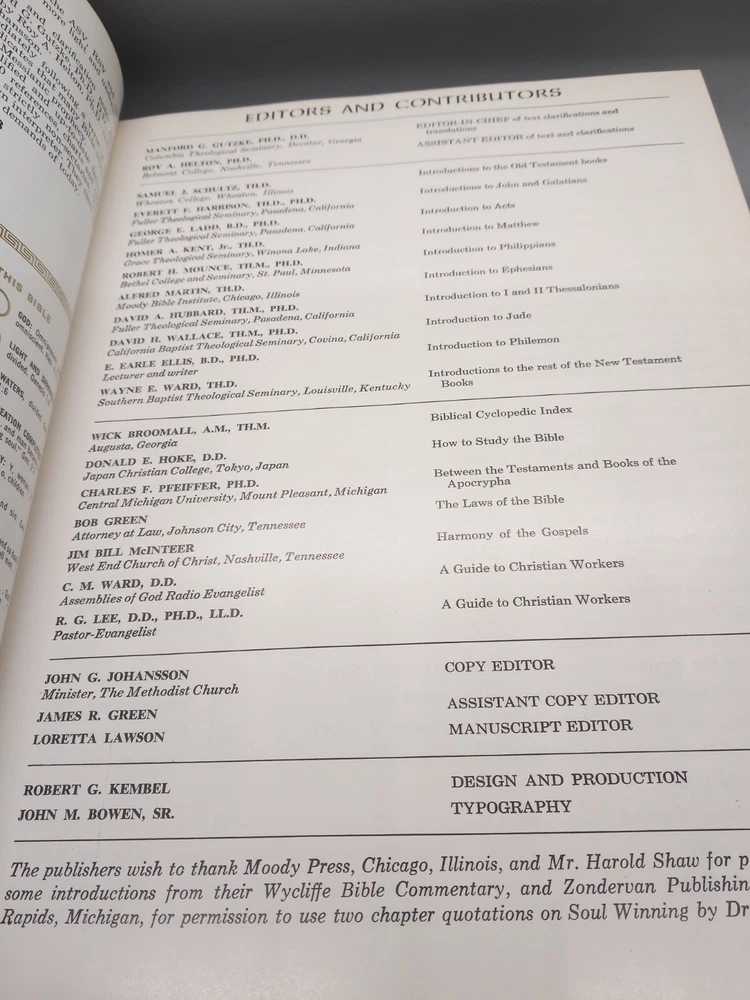 EDITORS AND CONTRIBUTORS
MANFORD G. GUTZKE, PH.D., D.D.
Columbia Theological Seminary, Decatur, Georgia
EDITOR IN CHIEF of text clarifications and
translations
ROY A. HELTON, PH.D.
Belmont College, Nashville, Tennessee
ASSISTANT EDITOR of text and clarifications
SAMUEL J. SCHULTZ, TH.D.
Wheaton College, Wheaton, Illinois
Introductions to the Old Testament books
EVERETT F. HARRISON, TH.D., PH.D.
Fuller Theological Seminary, Pasadena, California
Introductions to John and Galatians
GEORGE E. LADD, B.D., PH.D.
Fuller Theological Seminary, Pasadena, California
Introduction to Acts
HOMER A. KENT, Jr., TH.D.
Grace Theological Seminary, Winona Lake, Indiana
Introduction to Matthew
ROBERT H. MOUNCE, TH.M., PH.D.
Bethel College and Seminary, St. Paul, Minnesota
Introduction to Philippians
ALFRED MARTIN, TH.D.
Moody Bible Institute, Chicago, Illinois
Introduction to Ephesians
DAVID A. HUBBARD, TH.M., PH.D.
Fuller Theological Seminary, Pasadena, California
Introduction to I and II Thessalonians
DAVID H. WALLACE, TH.M., PH.D.
California Baptist Theological Seminary, Covina, California
Introduction to Jude
E. EARLE ELLIS, B.D., PH.D.
Lecturer and writer
Introduction to Philemon
WAYNE E. WARD, TH.D.
Southern Baptist Theological Seminary, Louisville, Kentucky
Introductions to the rest of the New Testament
Books
WICK BROOMALL, A.M., TH.M.
Augusta, Georgia
Biblical Cyclopedic Index
DONALD E. HOKE, D.D.
Japan Christian College, Tokyo, Japan
How to Study the Bible
CHARLES F. PFEIFFER, PH.D.
Central Michigan University, Mount Pleasant, Michigan
Between the Testaments and Books of the
Apocrypha
BOB GREEN
Attorney at Law, Johnson City, Tennessee
The Laws of the Bible
JIM BILL McINTEER
West End Church of Christ, Nashville, Tennessee
Harmony of the Gospels
C. M. WARD, D.D.
Assemblies of God Radio Evangelist
A Guide to Christian Workers
R. G. LEE, D.D., PH.D., LL.D.
Pastor-Evangelist
A Guide to Christian Workers
JOHN G. JOHANSSON
Minister, The Methodist Church
COPY EDITOR
JAMES R. GREEN
ASSISTANT COPY EDITOR
LORETTA LAWSON
MANUSCRIPT EDITOR
ROBERT G. KEMBEL
DESIGN AND PRODUCTION
JOHN M. BOWEN, SR.
TYPOGRAPHY
The publishers wish to thank Moody Press, Chicago, Illinois, and Mr. Harold Shaw for p
some introductions from their Wycliffe Bible Commentary, and Zondervan Publishin
Rapids, Michigan, for permission to use two chapter quotations on Soul Winning by Dr
THIS BIBLE